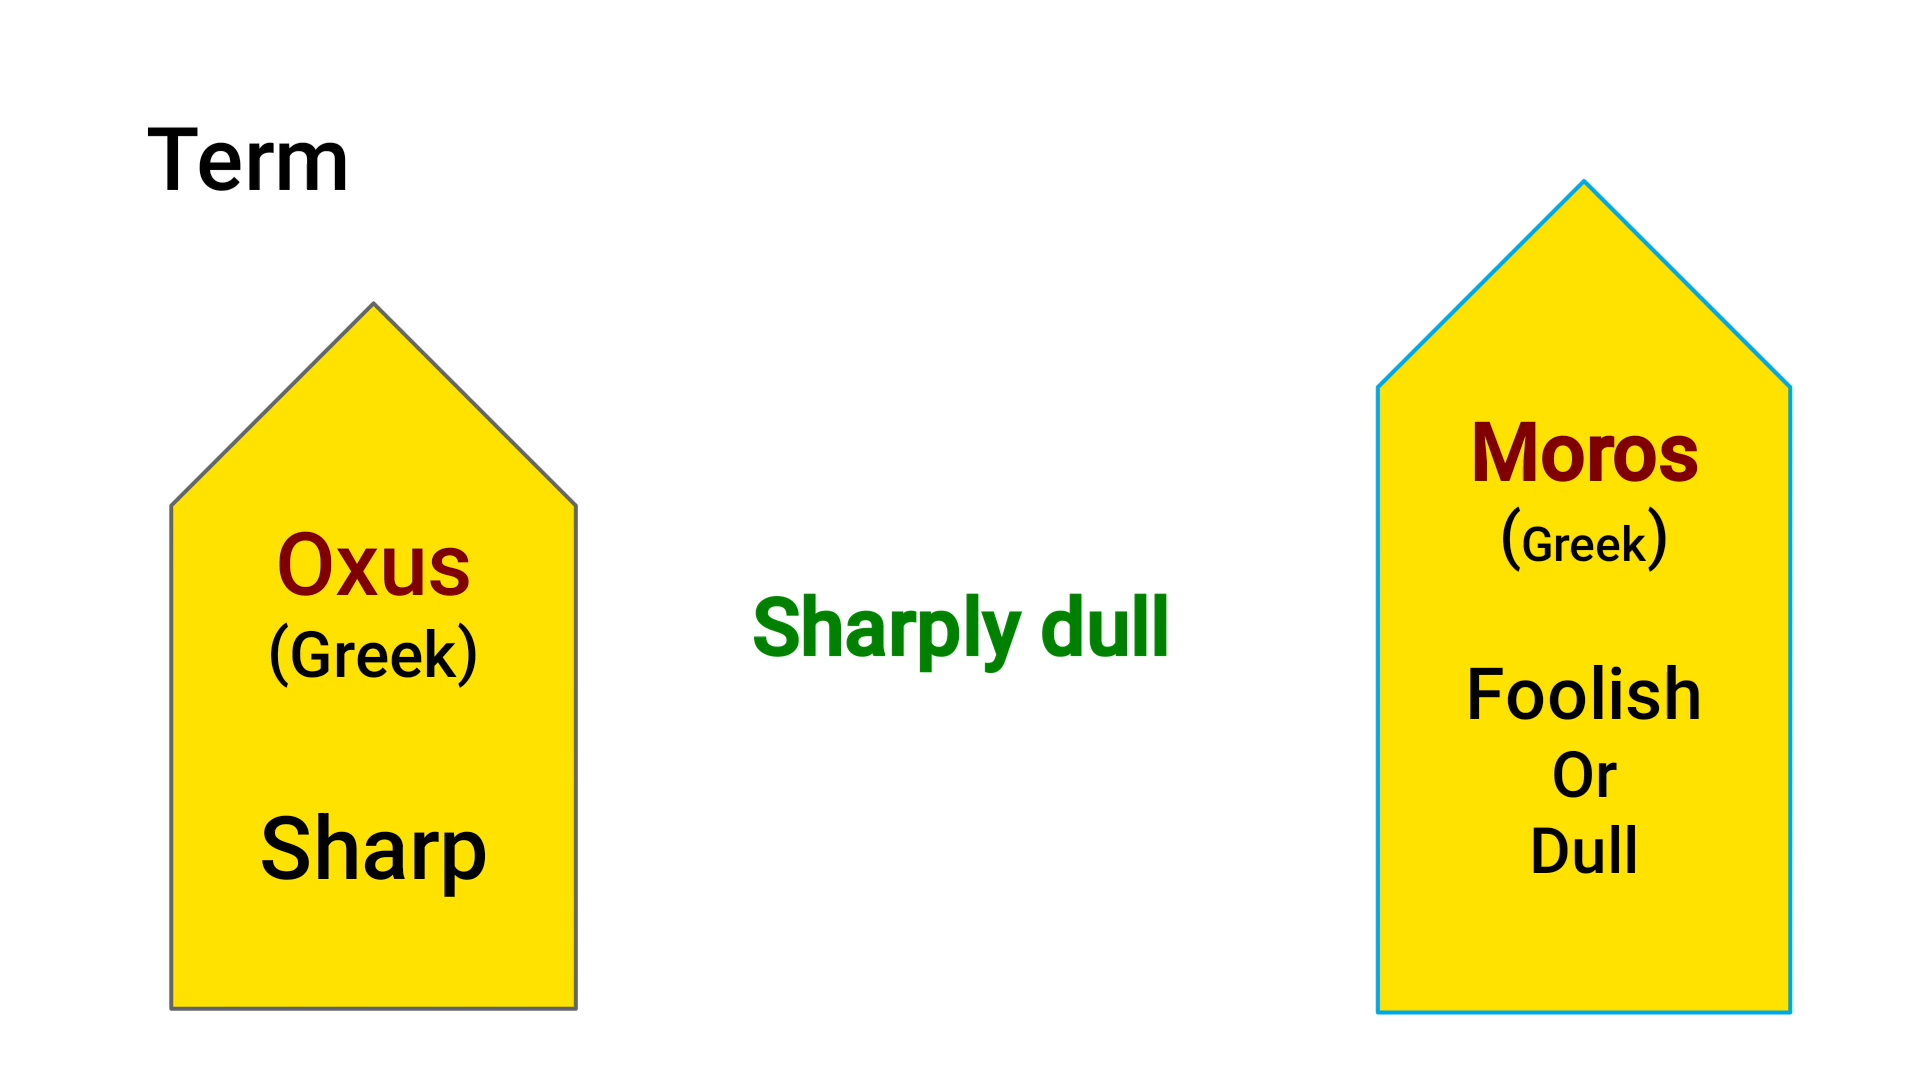 Term
Oxus
(Greek)
Sharp
Sharply dull
Moros
(Greek)
Foolish
Or
Dull